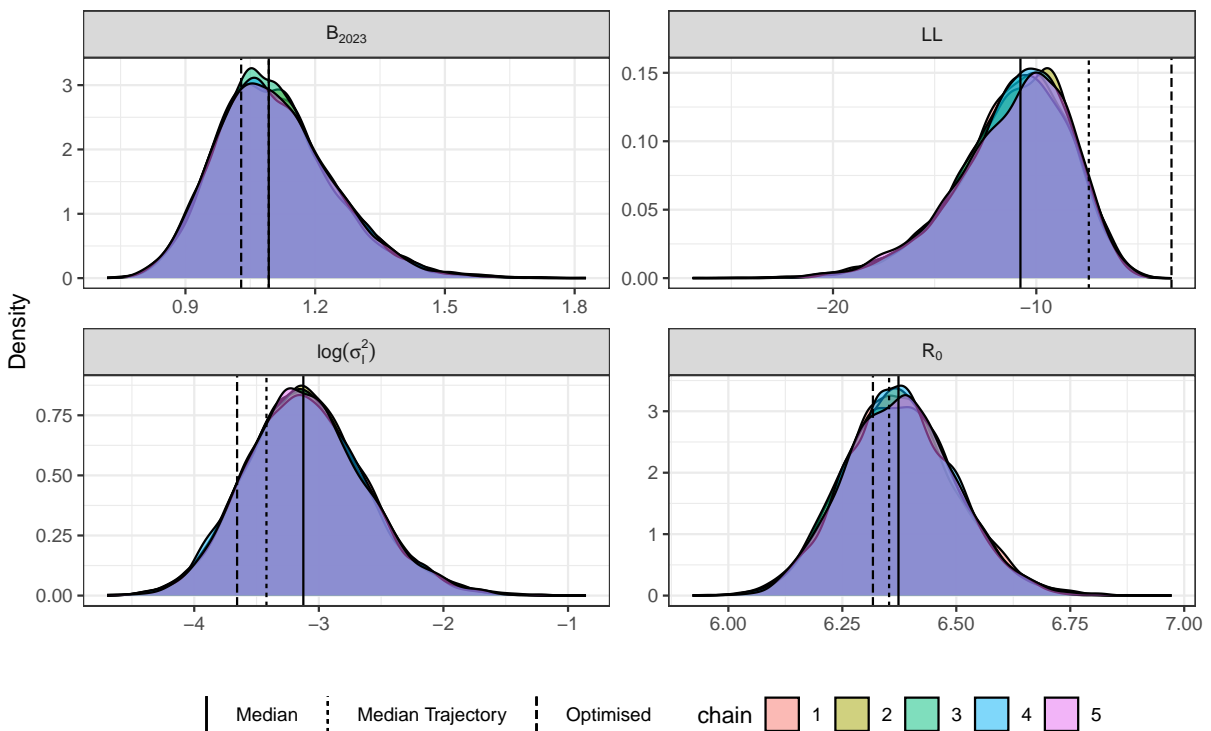 B₂₀₂₃
LL
3
2
1
0
0.9 1.2 1.5 1.8
0.15
0.10
0.05
0.00
−20 −10
log(σ_I^2)
R₀
0.75
0.50
0.25
0.00
−4 −3 −2 −1
3
2
1
0
6.00 6.25 6.50 6.75 7.00
Density
Median Median Trajectory Optimised chain 1 2 3 4 5